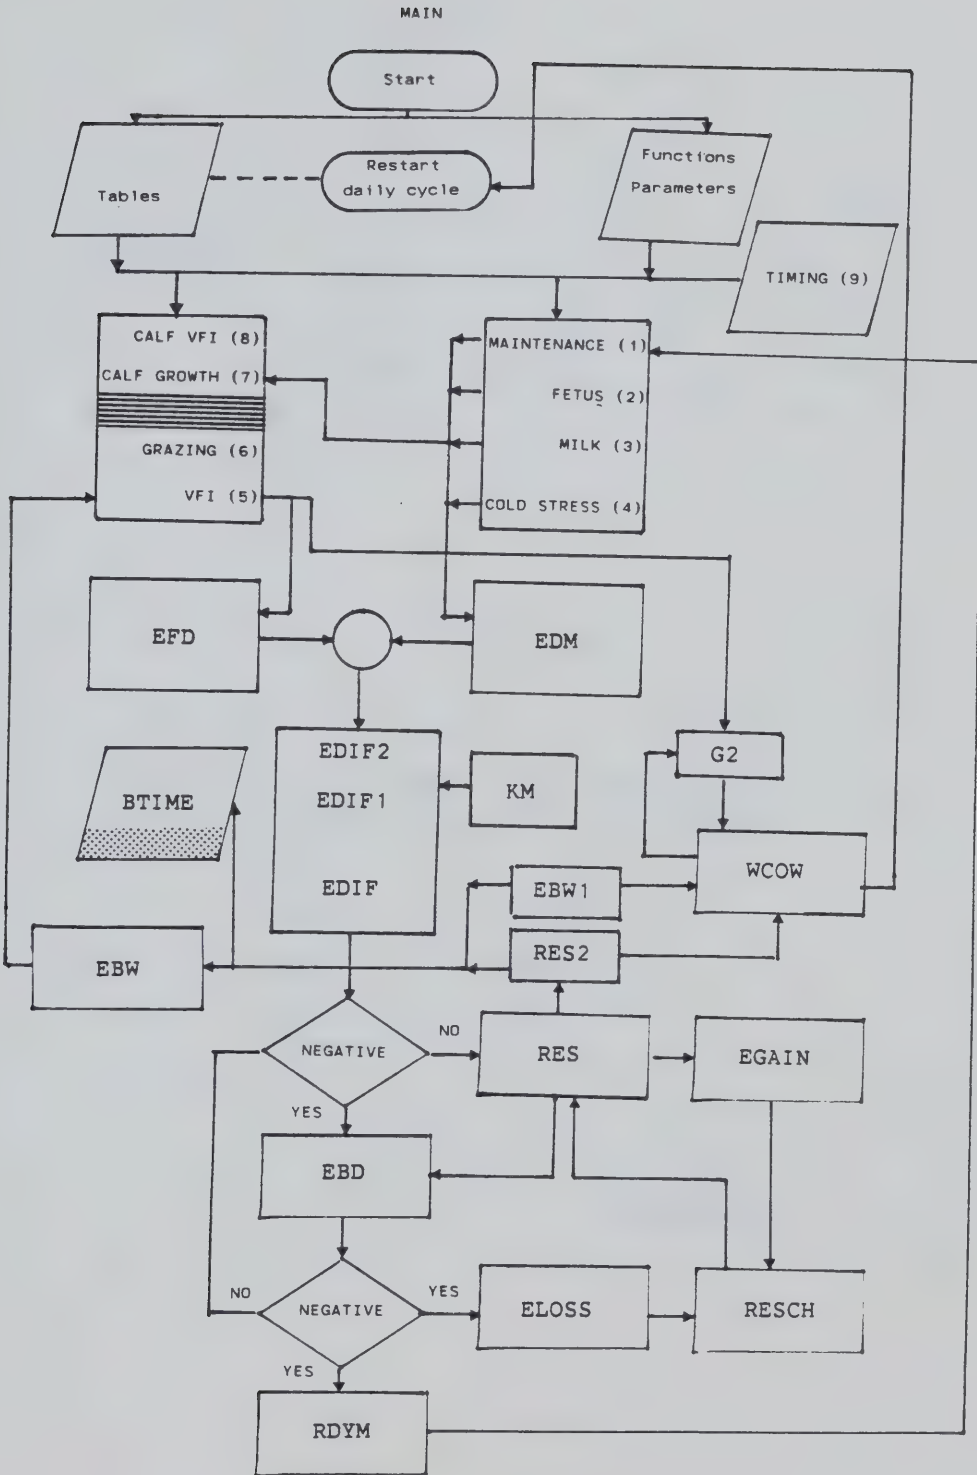 MAIN
Start
Tables
Restart
daily cycle
Functions
Parameters
TIMING (9)
CALF VFI (8)
CALF GROWTH (7)
GRAZING (6)
VFI (5)
MAINTENANCE (1)
FETUS (2)
MILK (3)
COLD STRESS (4)
EFD
EDM
EDIF2
EDIF1
EDIF
KM
G2
BTIME
WCOW
EBW1
RES2
EBW
NEGATIVE
NO
YES
RES
EGAIN
EBD
NEGATIVE
NO
YES
YES
ELOSS
RESCH
RDYM